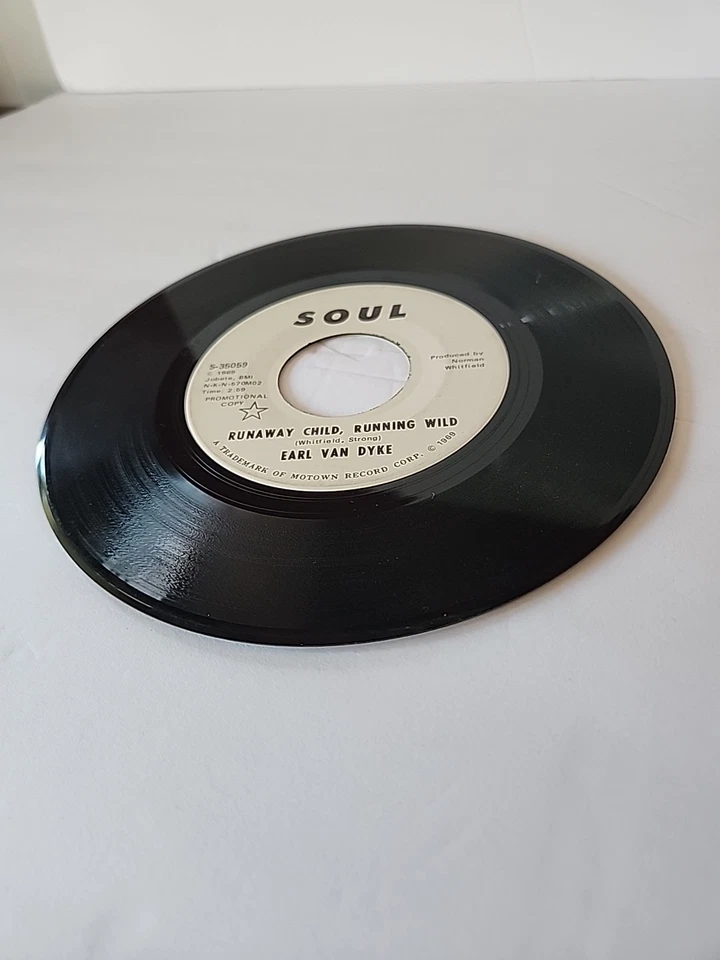 SOUL
S-35059
© 1969
Jobete, BMI
N-K-N-570M02
Time: 2:58
PROMOTIONAL
COPY
Produced by
Norman
Whitfield
RUNAWAY CHILD, RUNNING WILD
(Whitfield, Strong)
EARL VAN DYKE
A TRADEMARK OF MOTOWN RECORD CORP. © 1969